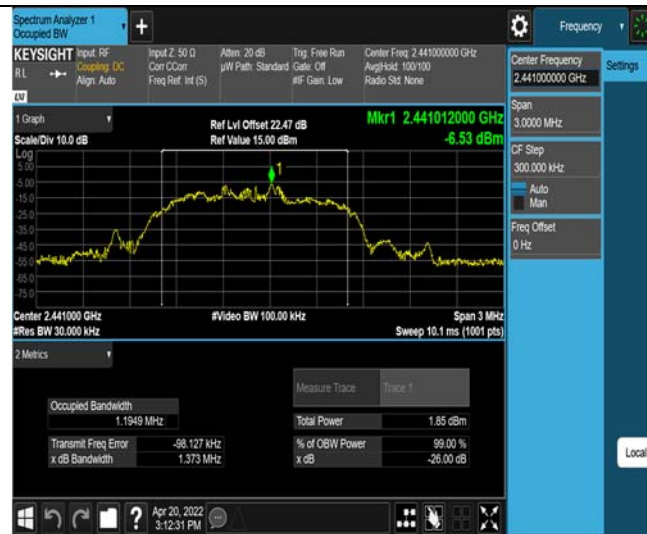 Spectrum Analyzer 1
Occupied BW
+
Frequency
KEYSIGHT
RL
LXI
Input: RF
Coupling: DC
Align: Auto
Input Z: 50 Ω
Corr CCorr
Freq Ref: Int (S)
Atten: 20 dB
µW Path: Standard
Trig: Free Run
Gate: Off
#IF Gain: Low
Center Freq: 2.441000000 GHz
Avg|Hold: 100/100
Radio Std: None
1 Graph
Scale/Div 10.0 dB
Ref Lvl Offset 22.47 dB
Ref Value 15.00 dBm
Mkr1 2.441012000 GHz
-6.53 dBm
Log
5.00
-5.00
-15.0
-25.0
-35.0
-45.0
-55.0
-65.0
-75.0
1
Center 2.441000 GHz
#Res BW 30.000 kHz
#Video BW 100.00 kHz
Span 3 MHz
Sweep 10.1 ms (1001 pts)
2 Metrics
Measure Trace Trace 1
Occupied Bandwidth
1.1949 MHz
Total Power 1.85 dBm
Transmit Freq Error -98.127 kHz
% of OBW Power 99.00 %
x dB Bandwidth 1.373 MHz
x dB -26.00 dB
Center Frequency
2.441000000 GHz
Settings
Span
3.0000 MHz
CF Step
300.000 kHz
Auto
Man
Freq Offset
0 Hz
Local
?
Apr 20, 2022
3:12:31 PM